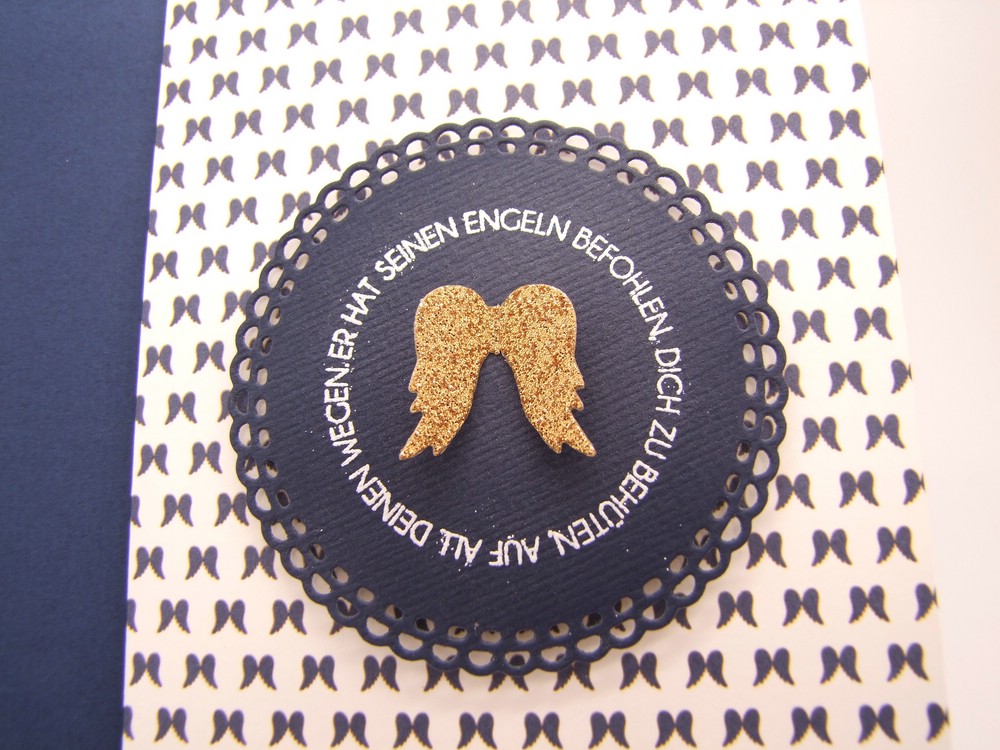 ER HAT SEINEN ENGELN BEFOHLEN, DICH ZU BEHÜTEN, AUF ALL DEINEN WEGEN.